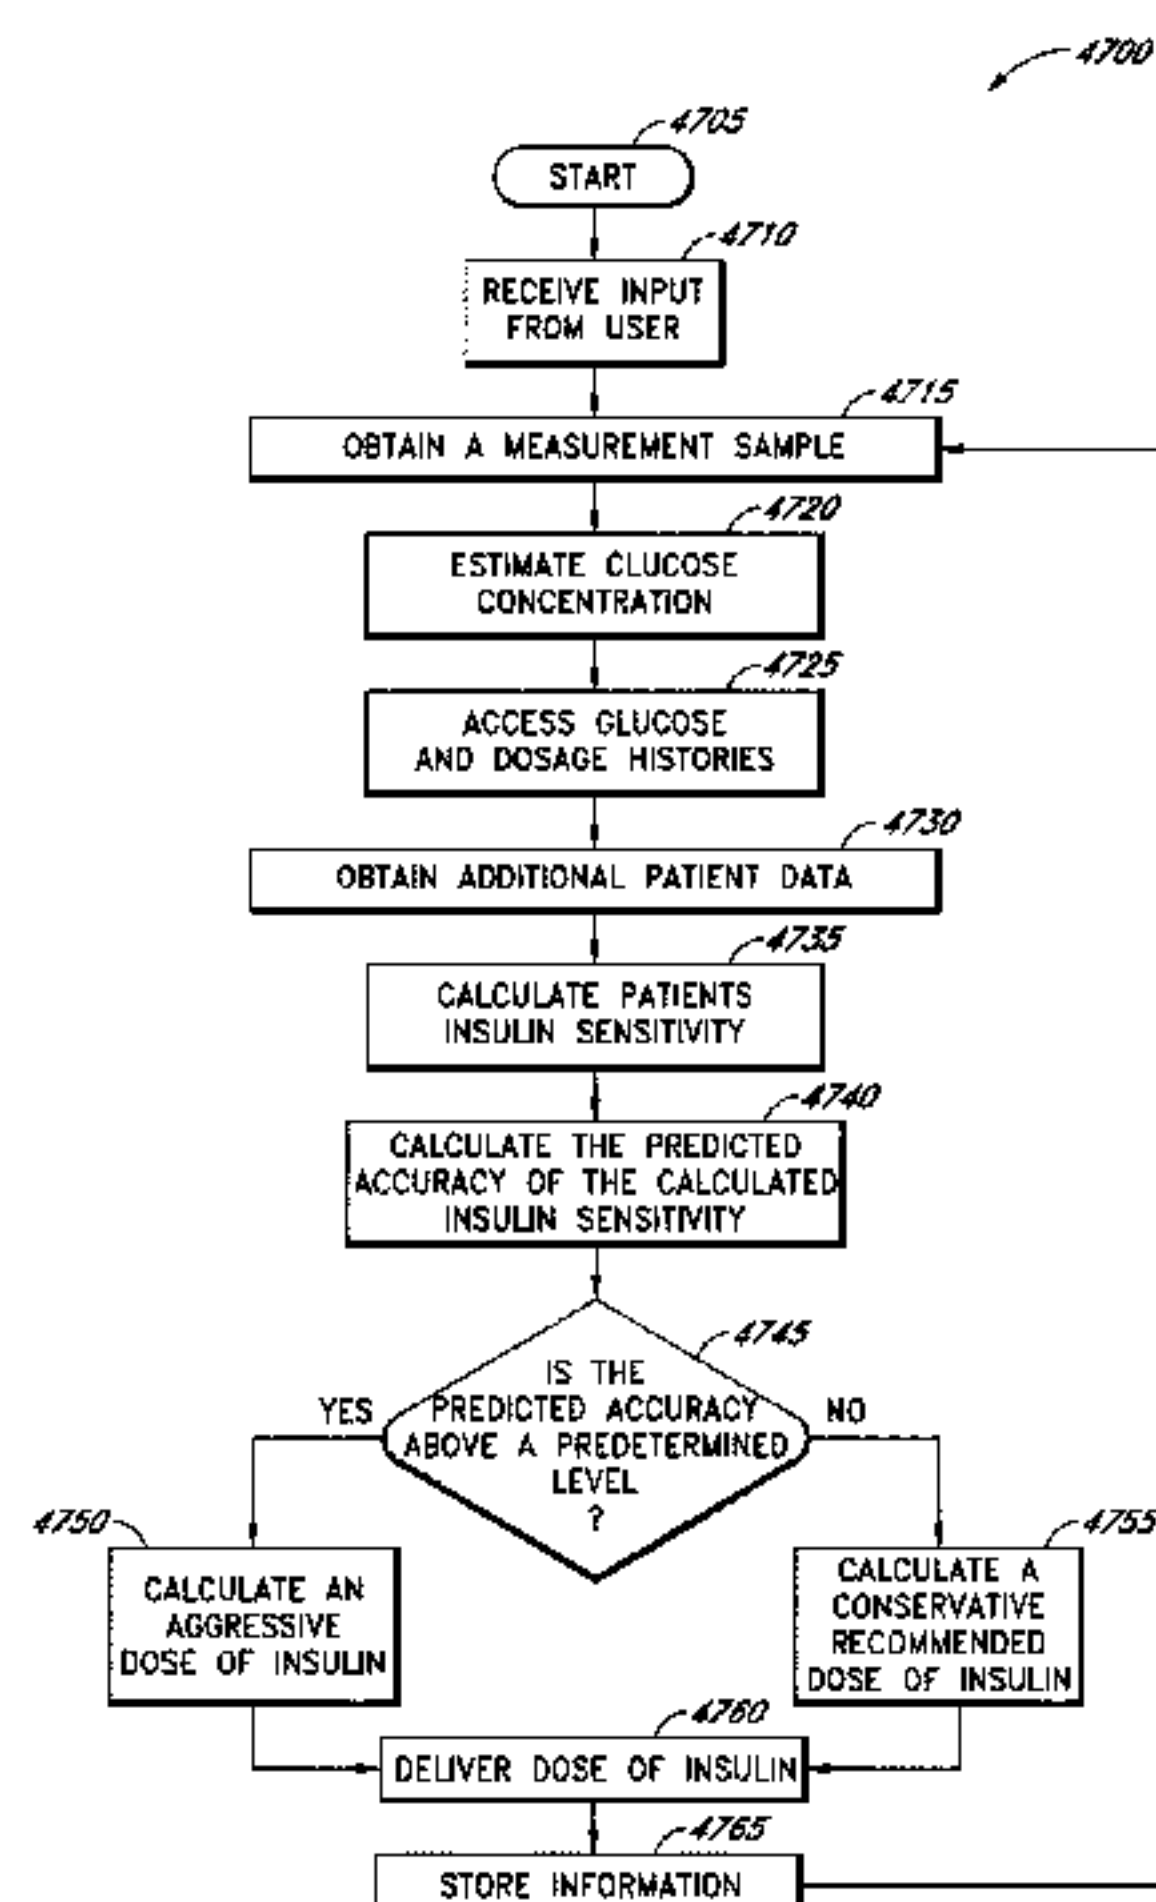 4700
4705
START
4710
RECEIVE INPUT
FROM USER
4715
OBTAIN A MEASUREMENT SAMPLE
4720
ESTIMATE GLUCOSE
CONCENTRATION
4725
ACCESS GLUCOSE
AND DOSAGE HISTORIES
4730
OBTAIN ADDITIONAL PATIENT DATA
4735
CALCULATE PATIENTS
INSULIN SENSITIVITY
4740
CALCULATE THE PREDICTED
ACCURACY OF THE CALCULATED
INSULIN SENSITIVITY
4745
IS THE
PREDICTED ACCURACY
ABOVE A PREDETERMINED
LEVEL
?
YES
NO
4750
CALCULATE AN
AGGRESSIVE
DOSE OF INSULIN
4755
CALCULATE A
CONSERVATIVE
RECOMMENDED
DOSE OF INSULIN
4760
DELIVER DOSE OF INSULIN
4765
STORE INFORMATION